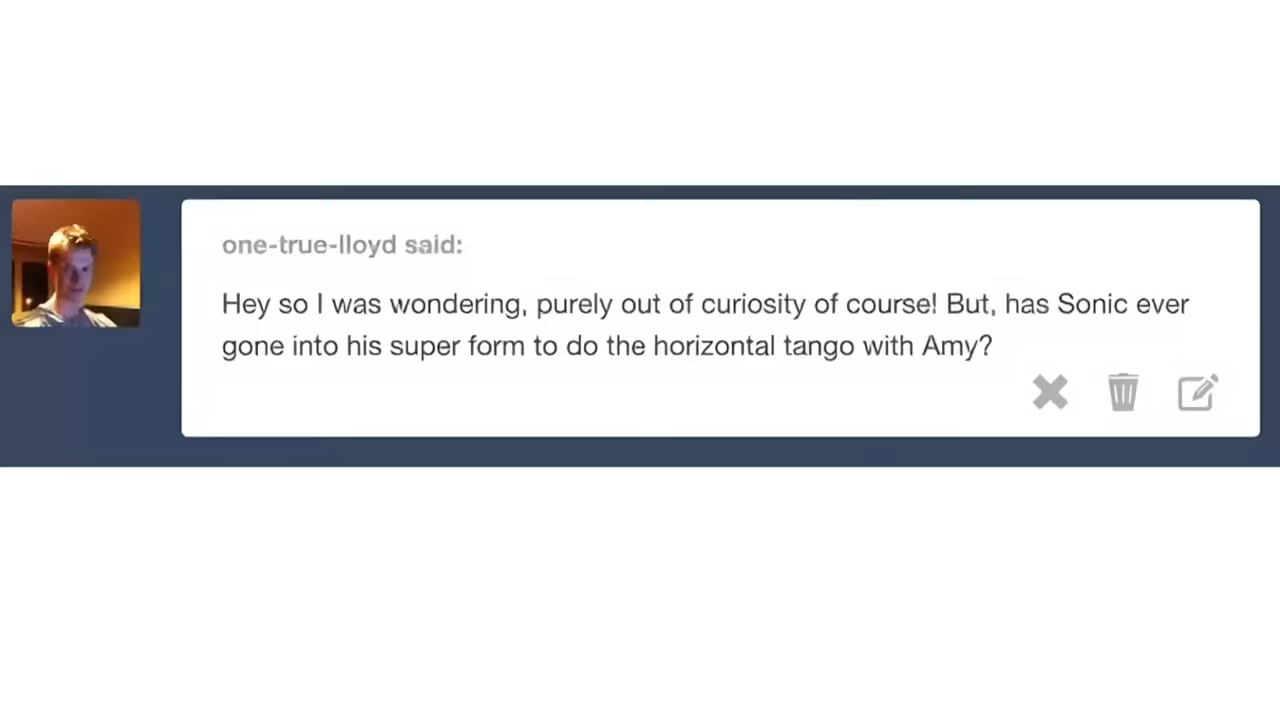 one-true-lloyd said:
Hey so I was wondering, purely out of curiosity of course! But, has Sonic ever
gone into his super form to do the horizontal tango with Amy?